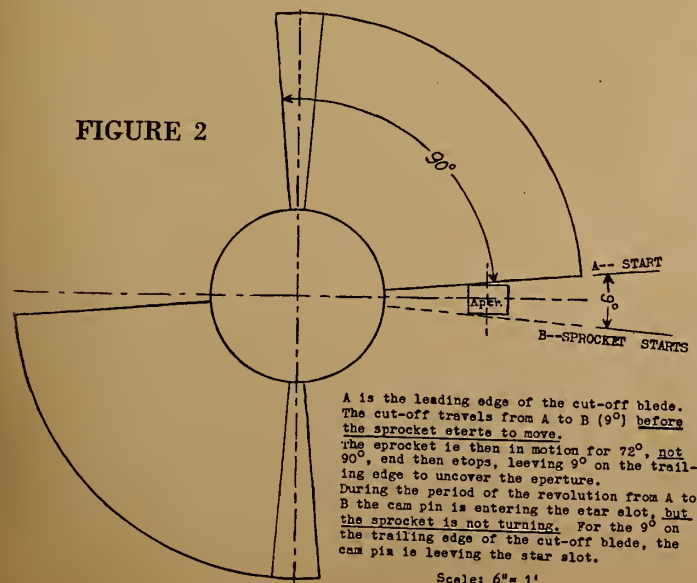 FIGURE 2
90°
A-- START
Aper.
9°
B--SPROCKET STARTS
A is the leading edge of the cut-off blede.
The cut-off travels from A to B (9°) before
the sprocket eterte to move.
The eprocket ie then in motion for 72°, not
90°, end then etops, leeving 9° on the trail-
ing edge to uncover the eperture.
During the period of the revolution from A to
B the cam pin is entering the etar slot, but
the sprocket is not turning. For the 9° on
the trailing edge of the cut-off blede, the
cam pin ie leaving the star slot.
Scale: 6"= 1'